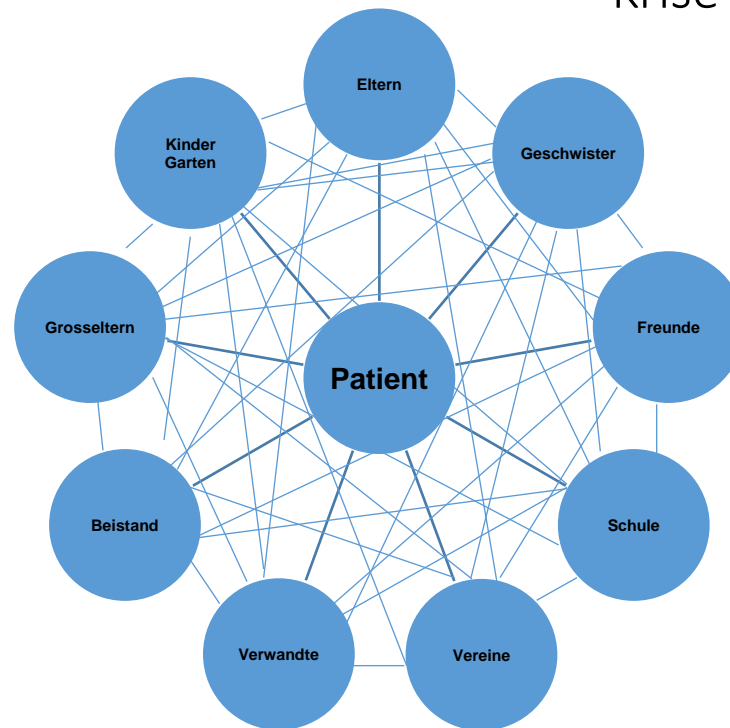 Eltern
Kinder
Garten
Geschwister
Grosseltern
Freunde
Patient
Beistand
Schule
Verwandte
Vereine